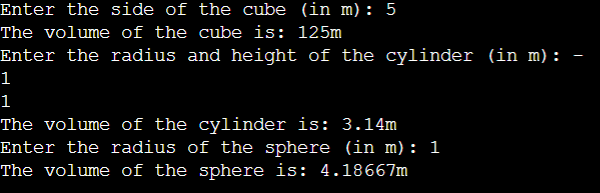 Enter the side of the cube (in m): 5
The volume of the cube is: 125m
Enter the radius and height of the cylinder (in m): -
1
1
The volume of the cylinder is: 3.14m
Enter the radius of the sphere (in m): 1
The volume of the sphere is: 4.18667m